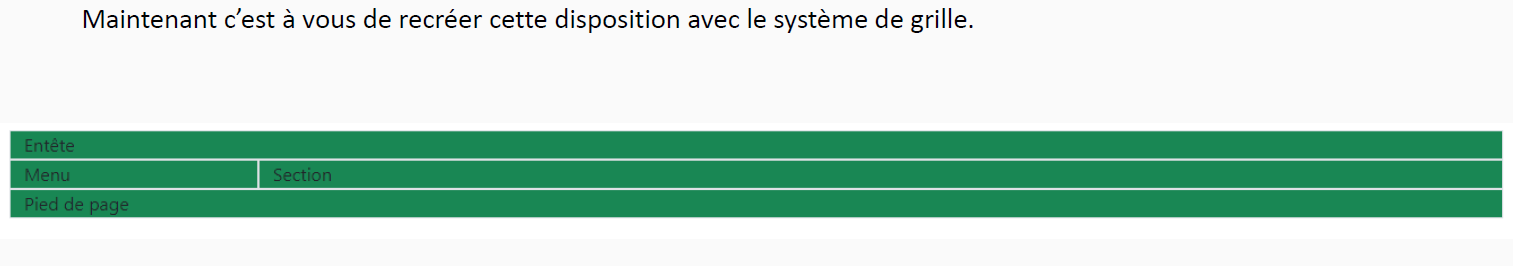 Maintenant c’est à vous de recréer cette disposition avec le système de grille.
Entête
Menu Section
Pied de page